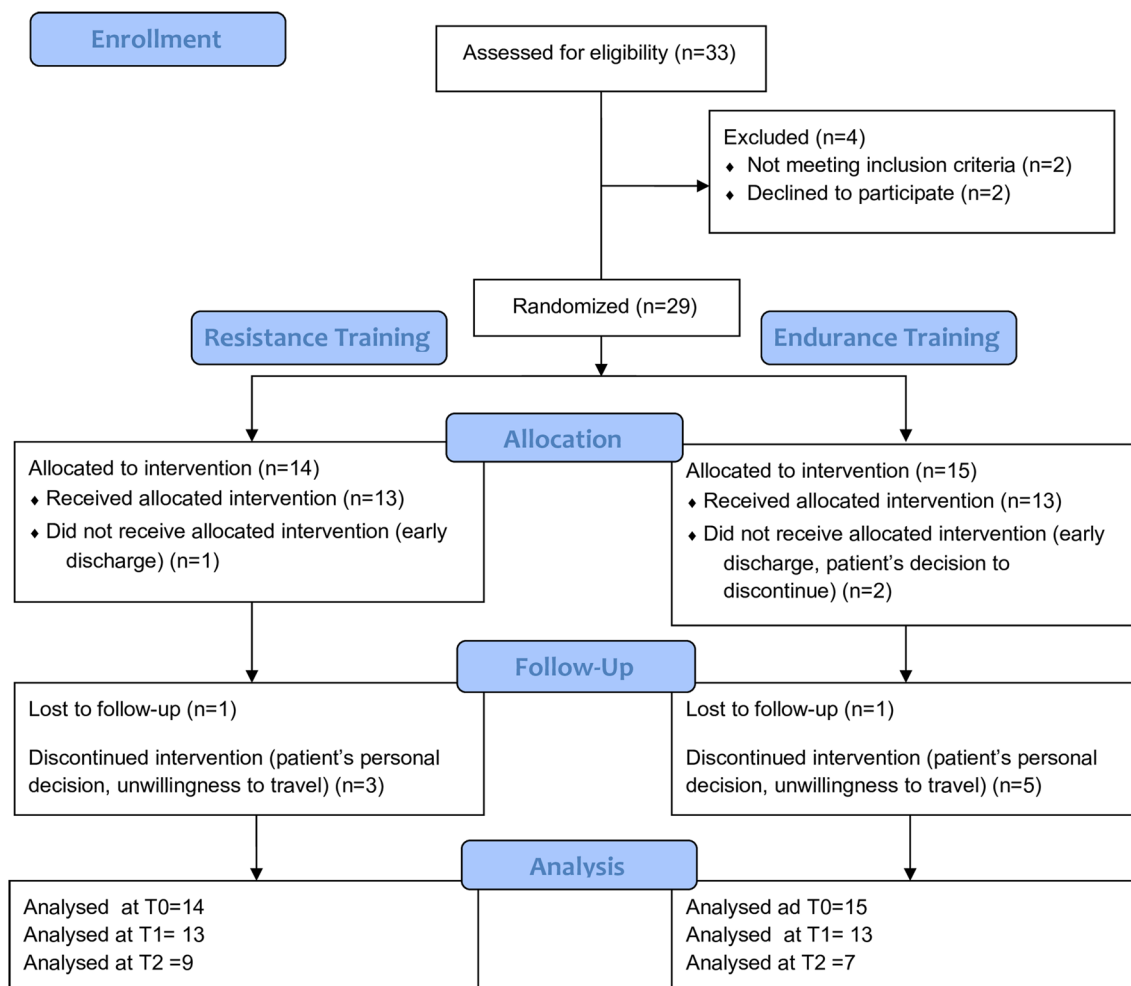 Enrollment
Assessed for eligibility (n=33)
Excluded (n=4)
♦ Not meeting inclusion criteria (n=2)
♦ Declined to participate (n=2)
Randomized (n=29)
Resistance Training
Endurance Training
Allocation
Allocated to intervention (n=14)
♦ Received allocated intervention (n=13)
♦ Did not receive allocated intervention (early
discharge) (n=1)
Allocated to intervention (n=15)
♦ Received allocated intervention (n=13)
♦ Did not receive allocated intervention (early
discharge, patient’s decision to
discontinue) (n=2)
Follow-Up
Lost to follow-up (n=1)
Discontinued intervention (patient’s personal
decision, unwillingness to travel) (n=3)
Lost to follow-up (n=1)
Discontinued intervention (patient’s personal
decision, unwillingness to travel) (n=5)
Analysis
Analysed at T0=14
Analysed at T1= 13
Analysed at T2 =9
Analysed ad T0=15
Analysed at T1= 13
Analysed at T2 =7